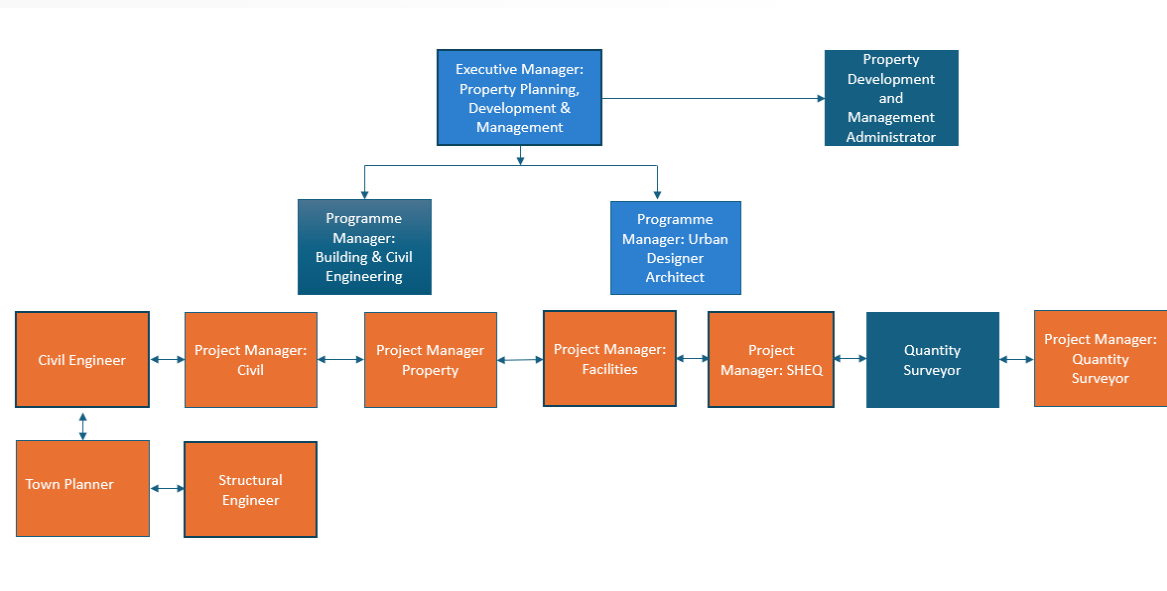 Executive Manager:
Property Planning,
Development &
Management
Property
Development
and
Management
Administrator
Programme
Manager:
Building & Civil
Engineering
Programme
Manager: Urban
Designer
Architect
Civil Engineer
Project Manager:
Civil
Project Manager
Property
Project Manager:
Facilities
Project
Manager: SHEQ
Quantity
Surveyor
Project Manager:
Quantity
Surveyor
Town Planner
Structural
Engineer